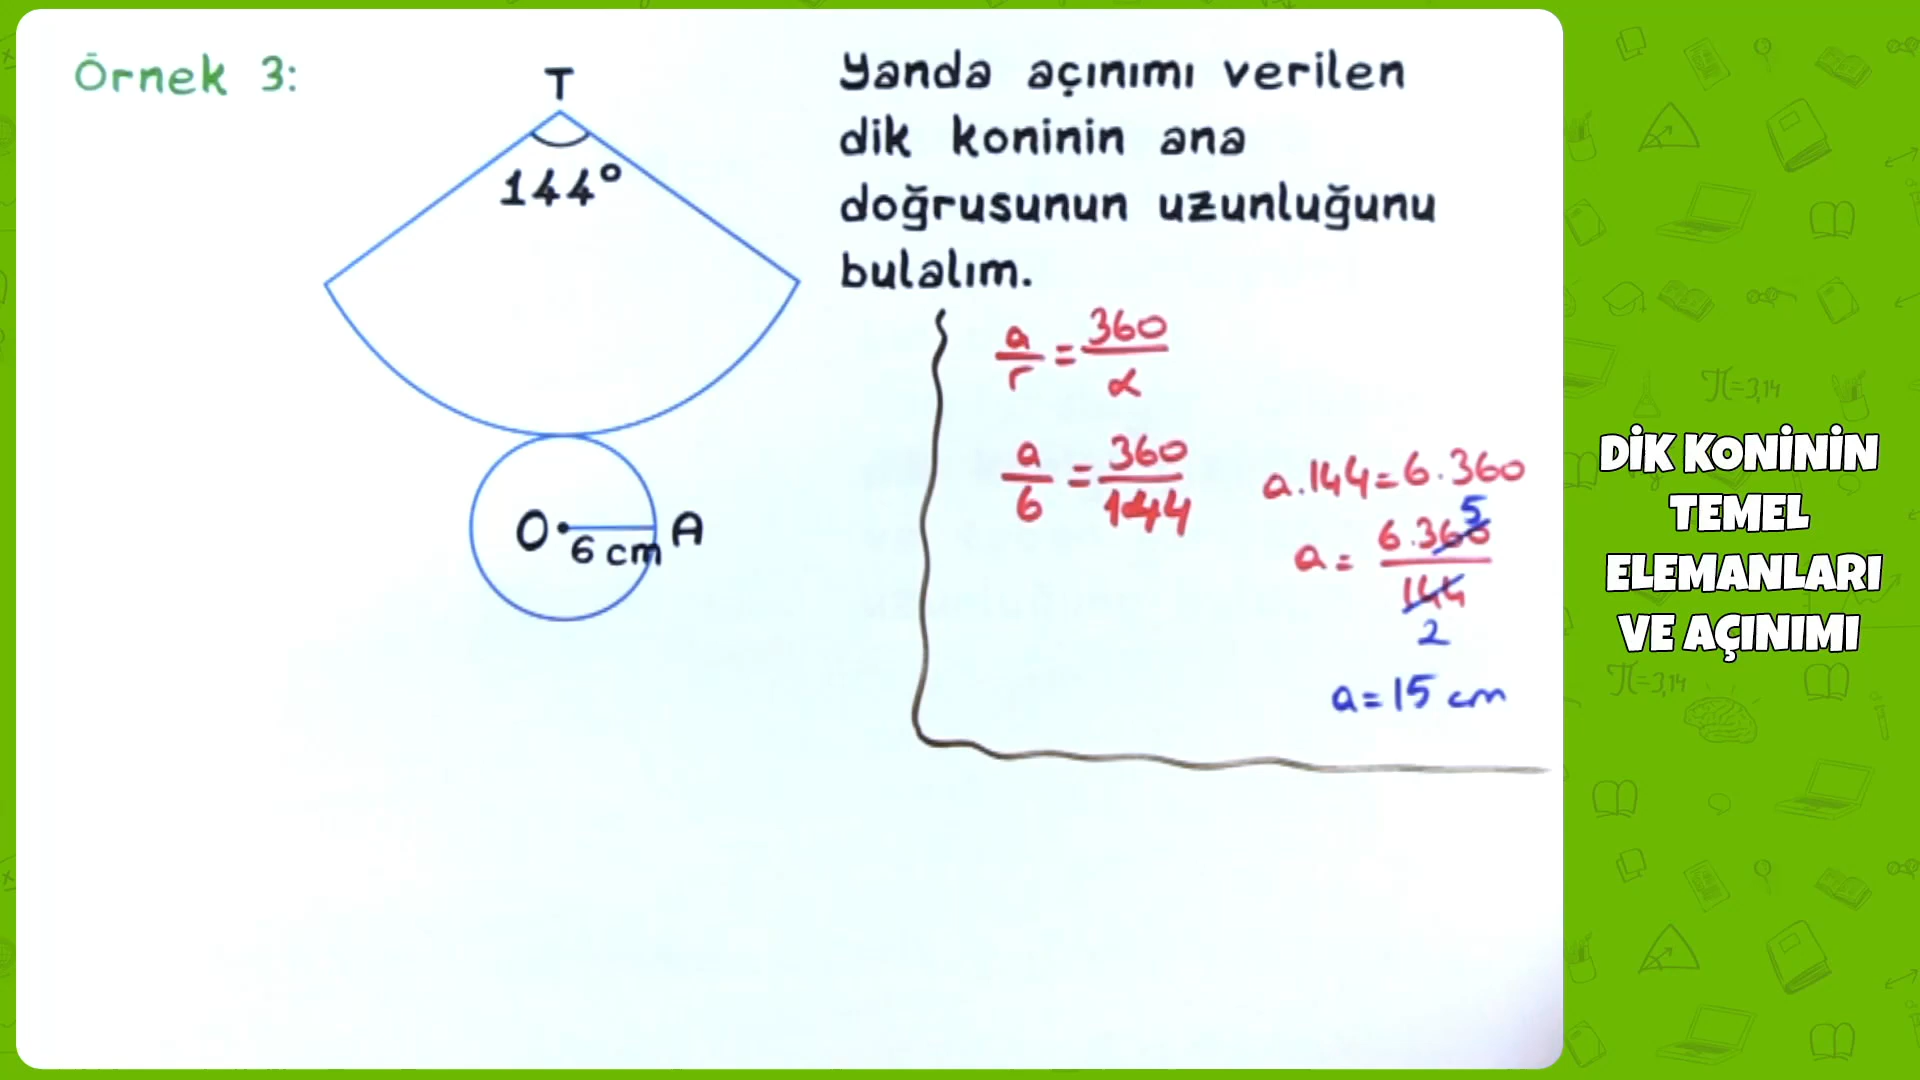 Örnek 3:
T
144°
O
6 cm
A
Yanda açınımı verilen
dik koninin ana
doğrusunun uzunluğunu
bulalım.
a/r = 360/α
a/6 = 360/144
a.144=6.360
a = 6.360/144
5
2
a=15 cm
DİK KONİNİN
TEMEL
ELEMANLARI
VE AÇINIMI
π=3,14
π=3,14